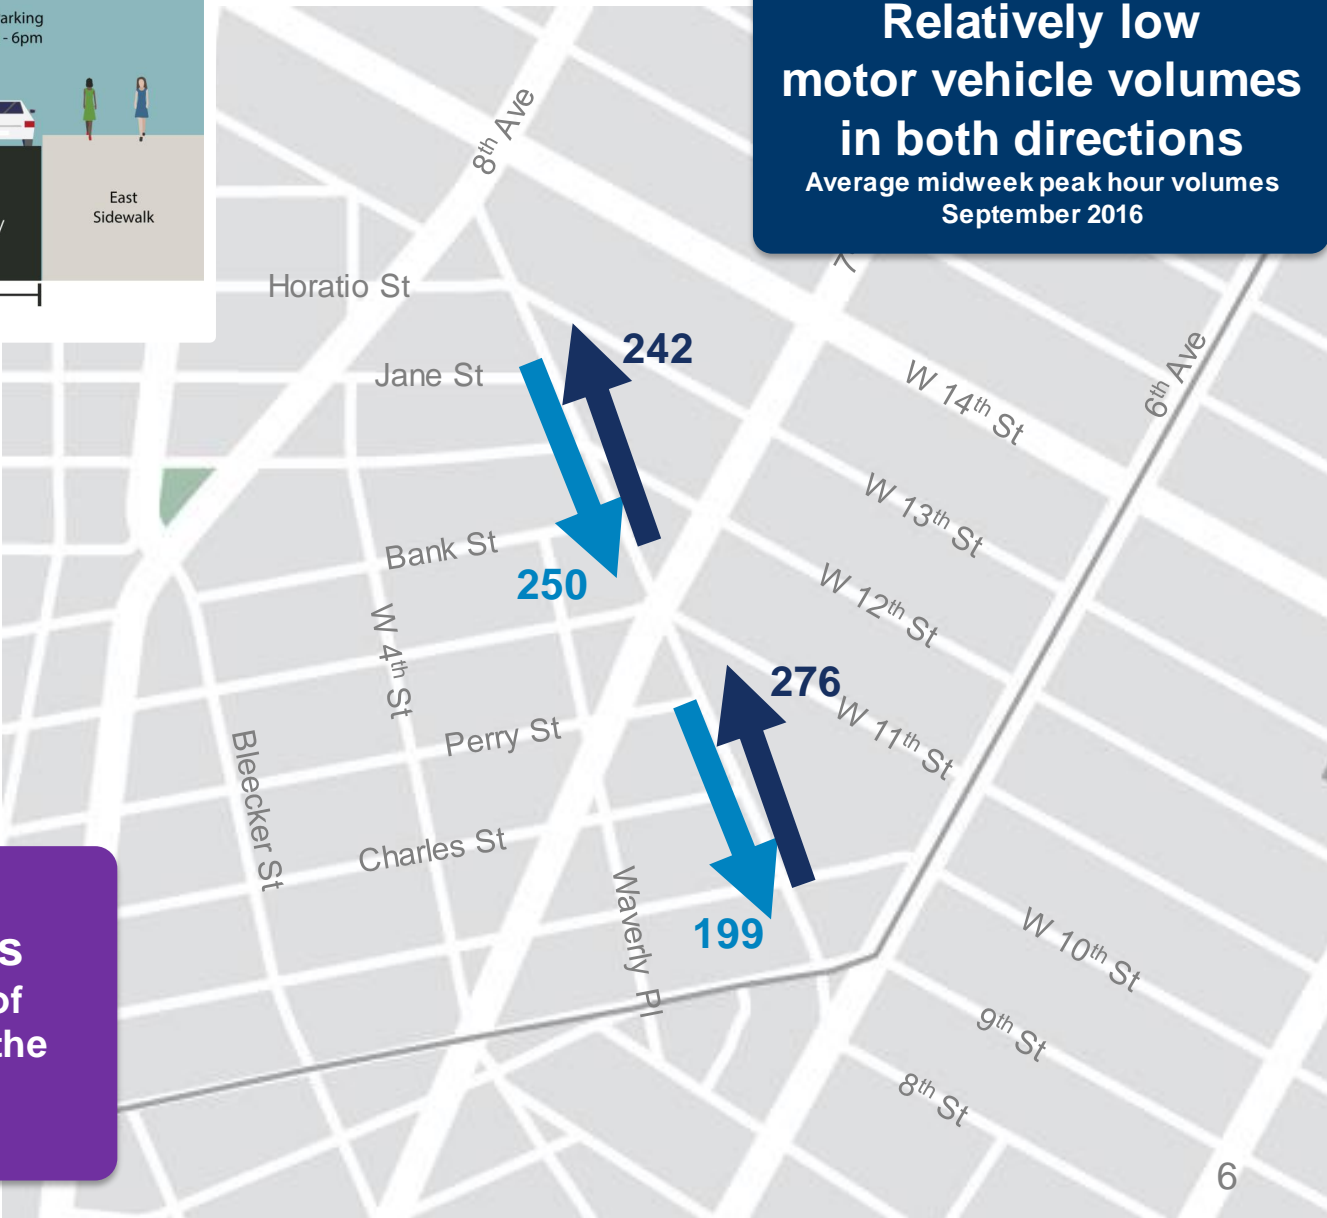 - 6pm
East
Sidewalk
Relatively low
motor vehicle volumes
in both directions
Average midweek peak hour volumes
September 2016
8th Ave
Horatio St
7
242
Jane St
6th Ave
W 14th St
W 13th St
Bank St
250
W 12th St
W 4th St
276
W 11th St
Perry St
Bleecker St
Charles St
Waverly Pl
199
W 10th St
of
the
9th St
8th St
6